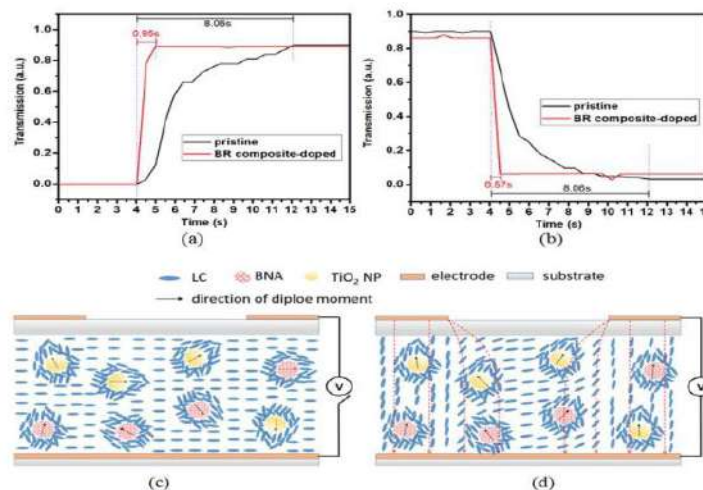 8.08s
0.95s
Transmission (a.u.)
1.0
0.8
0.6
0.4
0.2
0.0
pristine
BR composite-doped
0 1 2 3 4 5 6 7 8 9 10 11 12 13 14 15
Time (s)
(a)
Transmission (a.u.)
1.0
0.8
0.6
0.4
0.2
0.0
pristine
BR composite-doped
0.57s
8.06s
0 1 2 3 4 5 6 7 8 9 10 11 12 13 14 15
Time (s)
(b)
LC BNA TiO₂ NP electrode substrate
direction of diploe moment
V
(c)
V
(d)